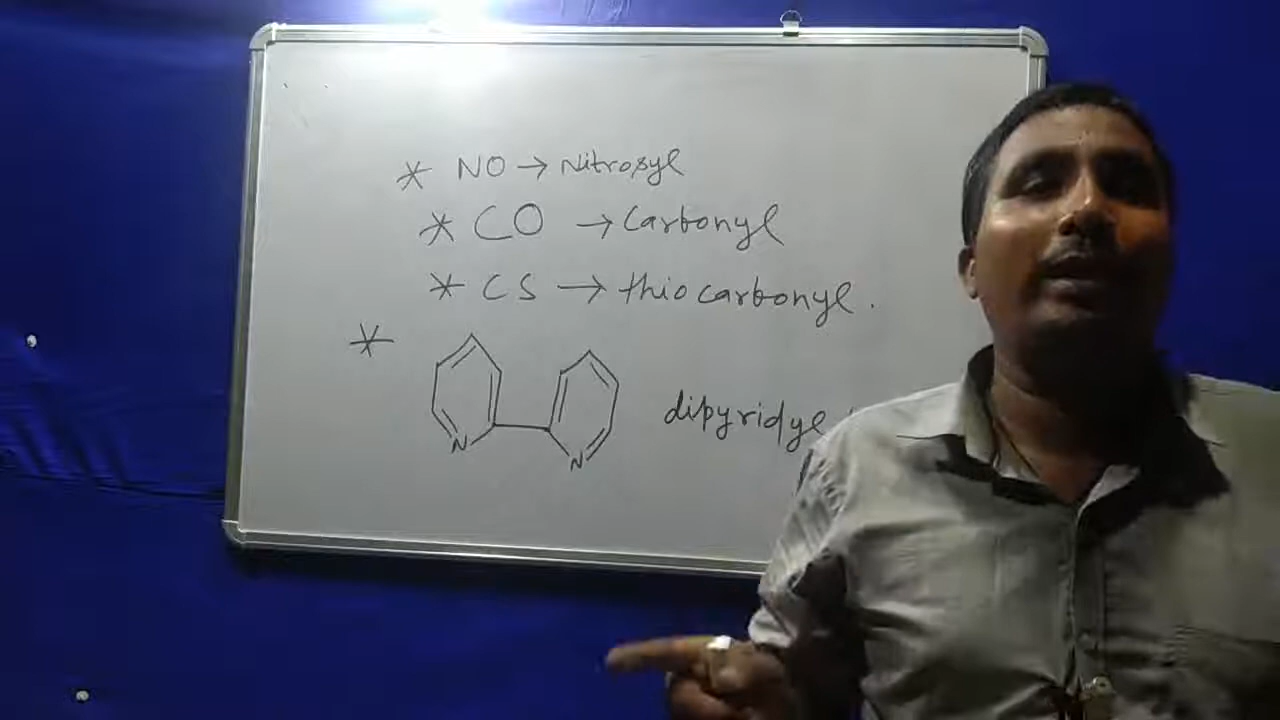 * NO → Nitrosyl
* CO → Carbonyl
* CS → thiocarbonyl.
*
N N dipyridyl